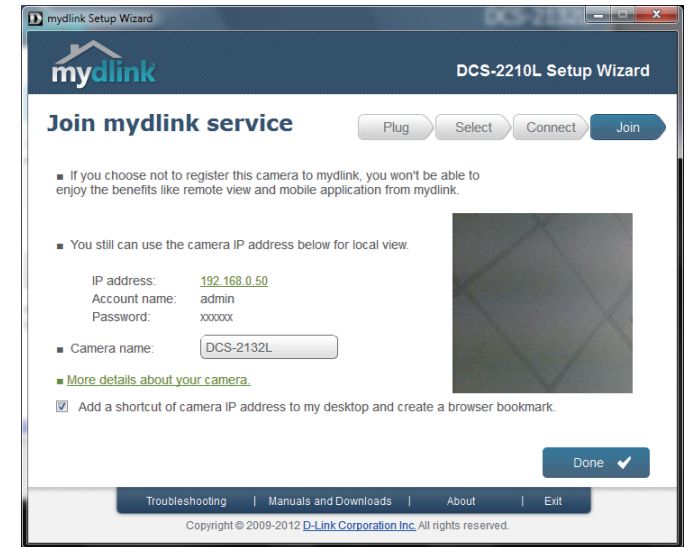 mydlink Setup Wizard
DCS-2132L
mydlink
DCS-2210L Setup Wizard
Join mydlink service
Plug
Select
Connect
Join
If you choose not to register this camera to mydlink, you won't be able to
enjoy the benefits like remote view and mobile application from mydlink.
You still can use the camera IP address below for local view.
IP address: 192.168.0.50
Account name: admin
Password: xxxxxx
Camera name: DCS-2132L
More details about your camera.
Add a shortcut of camera IP address to my desktop and create a browser bookmark.
Done
Troubleshooting | Manuals and Downloads | About | Exit
Copyright © 2009-2012 D-Link Corporation Inc. All rights reserved.